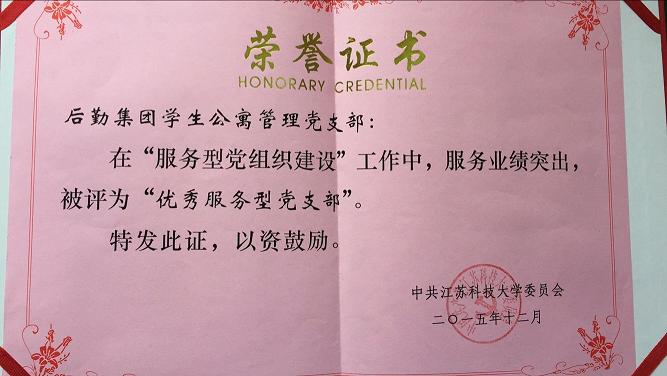 荣誉证书
HONORARY CREDENTIAL
后勤集团学生公寓管理党支部：
在“服务型党组织建设”工作中，服务业绩突出，
被评为“优秀服务型党支部”。
特发此证，以资鼓励。
中共江苏科技大学委员会
二〇一五年十二月